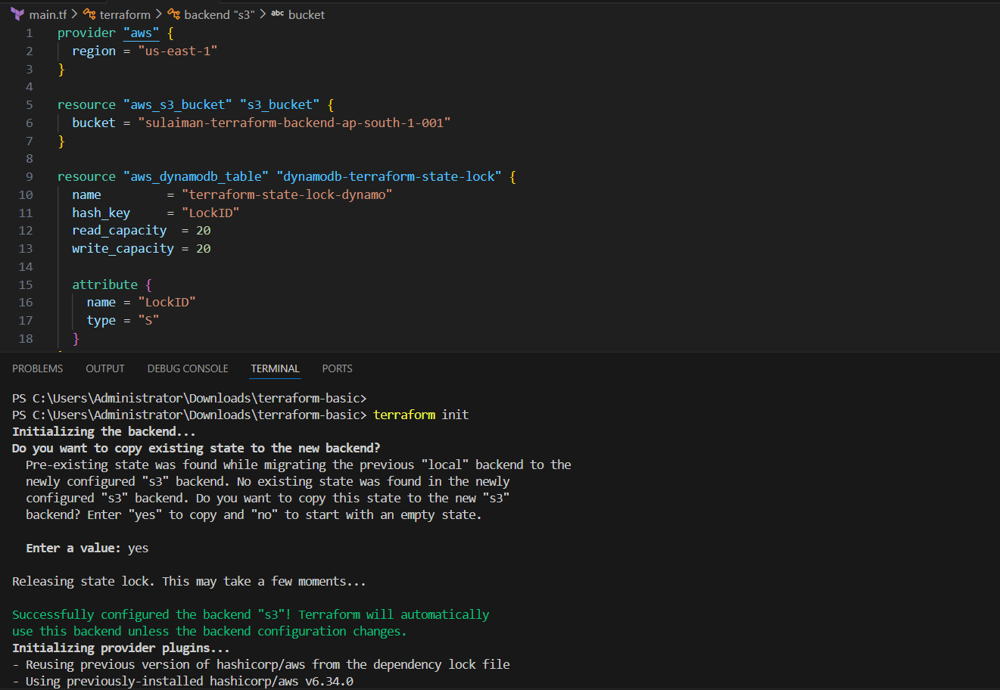 main.tf > terraform > backend "s3" > abc bucket
1 provider "aws" {
2   region = "us-east-1"
3 }
4
5 resource "aws_s3_bucket" "s3_bucket" {
6   bucket = "sulaiman-terraform-backend-ap-south-1-001"
7 }
8
9 resource "aws_dynamodb_table" "dynamodb-terraform-state-lock" {
10   name         = "terraform-state-lock-dynamo"
11   hash_key     = "LockID"
12   read_capacity  = 20
13   write_capacity = 20
14
15   attribute {
16     name = "LockID"
17     type = "S"
18   }
PROBLEMS OUTPUT DEBUG CONSOLE TERMINAL PORTS
PS C:\Users\Administrator\Downloads\terraform-basic>
PS C:\Users\Administrator\Downloads\terraform-basic> terraform init
Initializing the backend...
Do you want to copy existing state to the new backend?
  Pre-existing state was found while migrating the previous "local" backend to the
  newly configured "s3" backend. No existing state was found in the newly
  configured "s3" backend. Do you want to copy this state to the new "s3"
  backend? Enter "yes" to copy and "no" to start with an empty state.

  Enter a value: yes

Releasing state lock. This may take a few moments...

Successfully configured the backend "s3"! Terraform will automatically
use this backend unless the backend configuration changes.
Initializing provider plugins...
- Reusing previous version of hashicorp/aws from the dependency lock file
- Using previously-installed hashicorp/aws v6.34.0